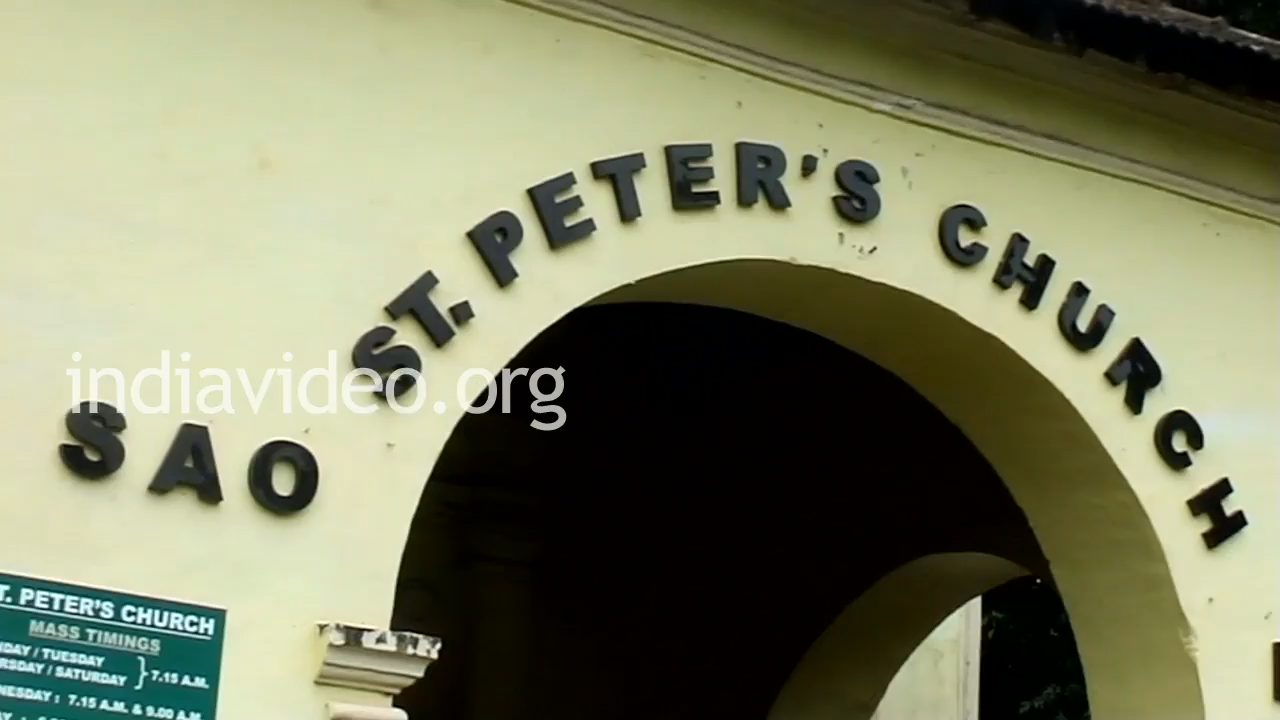 ST. PETER'S CHURCH
indiavideo.org
SAO
T. PETER'S CHURCH
MASS TIMINGS
NDAY / TUESDAY
RSDAY / SATURDAY } 7.15 A.M.
NESDAY : 7.15 A.M. & 9.00 A.M